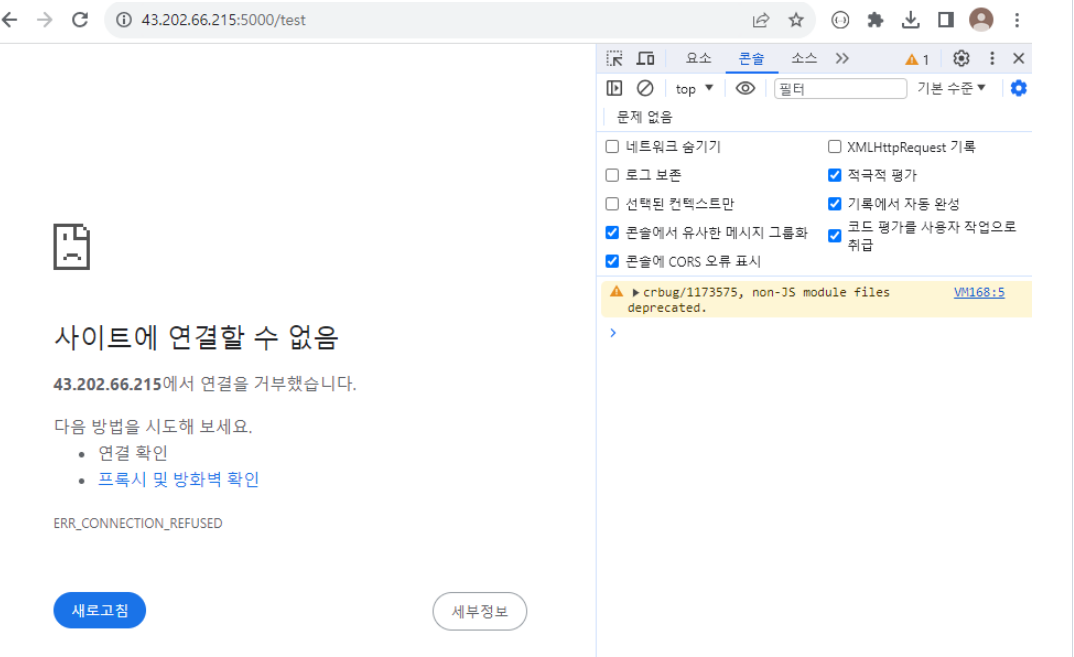 43.202.66.215:5000/test
요소 콘솔 소스 1
top 필터 기본 수준
문제 없음
네트워크 숨기기 XMLHttpRequest 기록
로그 보존 적극적 평가
선택된 컨텍스트만 기록에서 자동 완성
콘솔에서 유사한 메시지 그룹화 코드 평가를 사용자 작업으로
취급
콘솔에 CORS 오류 표시
crbug/1173575, non-JS module files VM168:5
deprecated.
사이트에 연결할 수 없음
43.202.66.215에서 연결을 거부했습니다.
다음 방법을 시도해 보세요.
연결 확인
프록시 및 방화벽 확인
ERR_CONNECTION_REFUSED
새로고침 세부정보